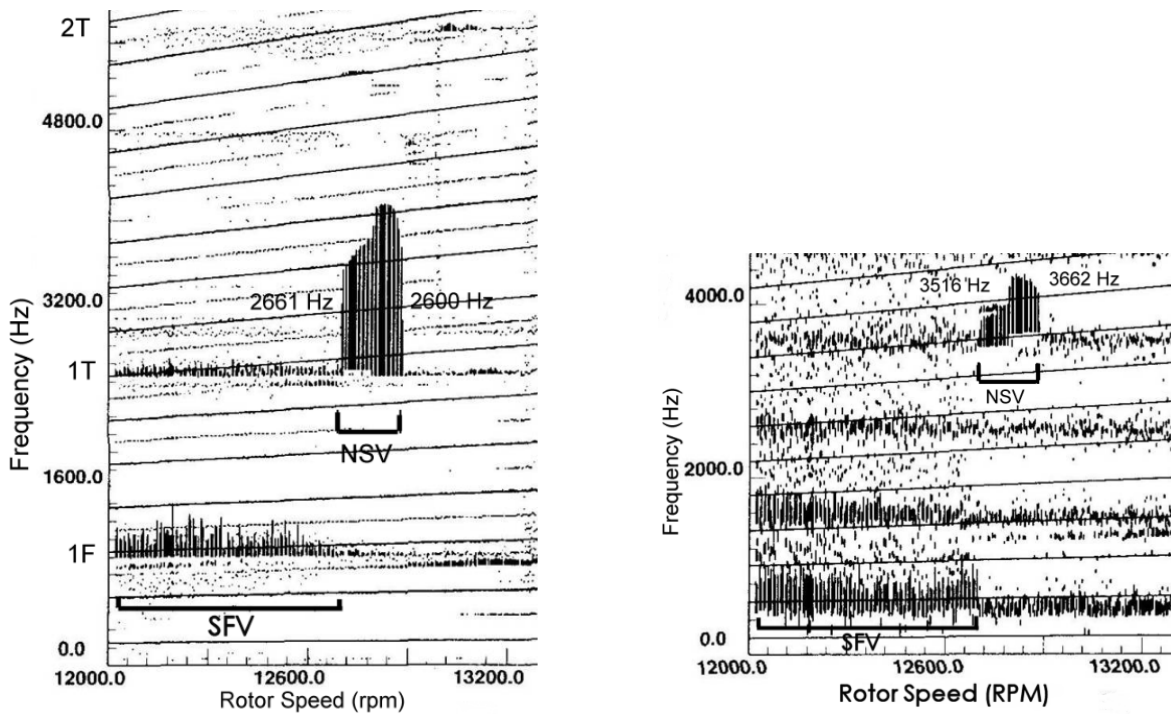 2T
4800.0
Frequency (Hz)
3200.0
2661 Hz
2600 Hz
1T
NSV
1600.0
1F
SFV
0.0
12000.0
12600.0
13200.0
Rotor Speed (rpm)
4000.0
3516 Hz
3662 Hz
NSV
Frequency (Hz)
2000.0
0.0
SFV
12000.0
12600.0
13200.0
Rotor Speed (RPM)